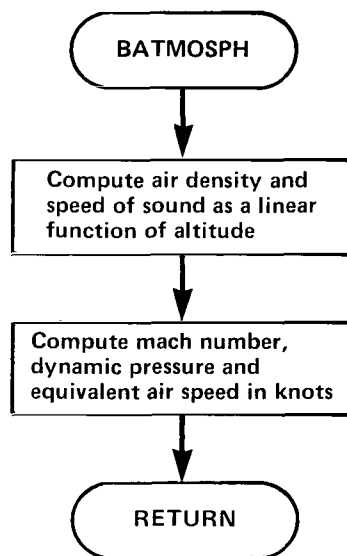 BATMOSPH
Compute air density and
speed of sound as a linear
function of altitude
Compute mach number,
dynamic pressure and
equivalent air speed in knots
RETURN